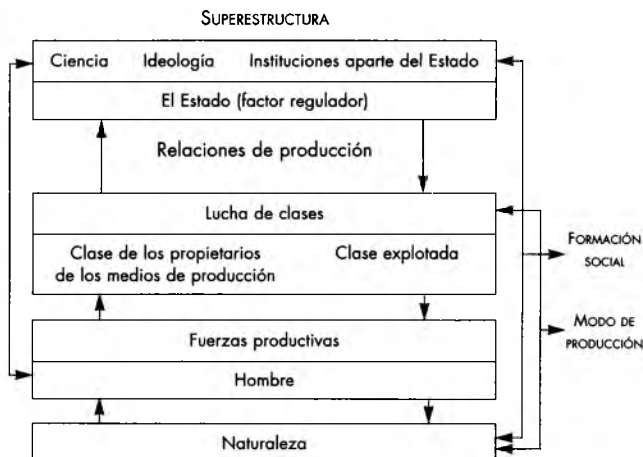 SUPERESTRUCTURA
Ciencia Ideología Instituciones aparte del Estado
El Estado (factor regulador)
Relaciones de producción
Lucha de clases
Clase de los propietarios
de los medios de producción
Clase explotada
FORMACIÓN
SOCIAL
MODO DE
PRODUCCIÓN
Fuerzas productivas
Hombre
Naturaleza